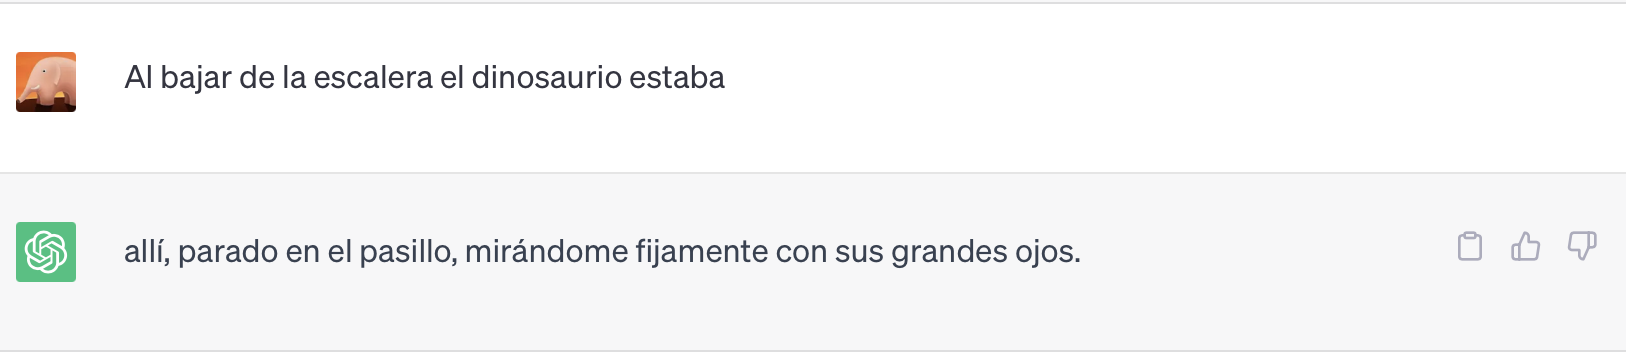 Al bajar de la escalera el dinosaurio estaba
allí, parado en el pasillo, mirándome fijamente con sus grandes ojos.